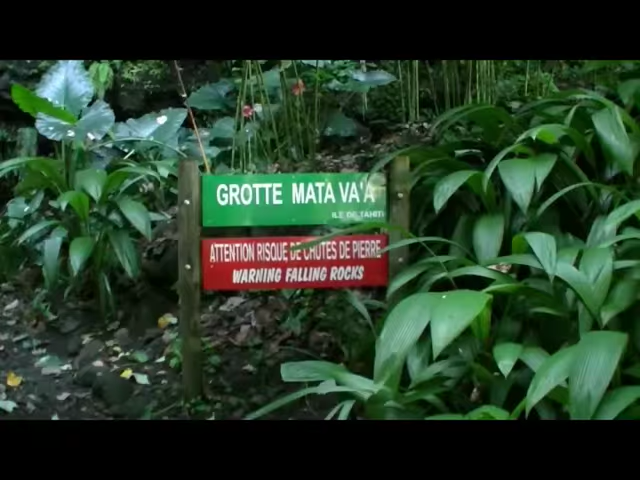 GROTTE MATA VA'A
ILE DE TAHITI
ATTENTION RISQUE DE CHUTES DE PIERRE
WARNING FALLING ROCKS